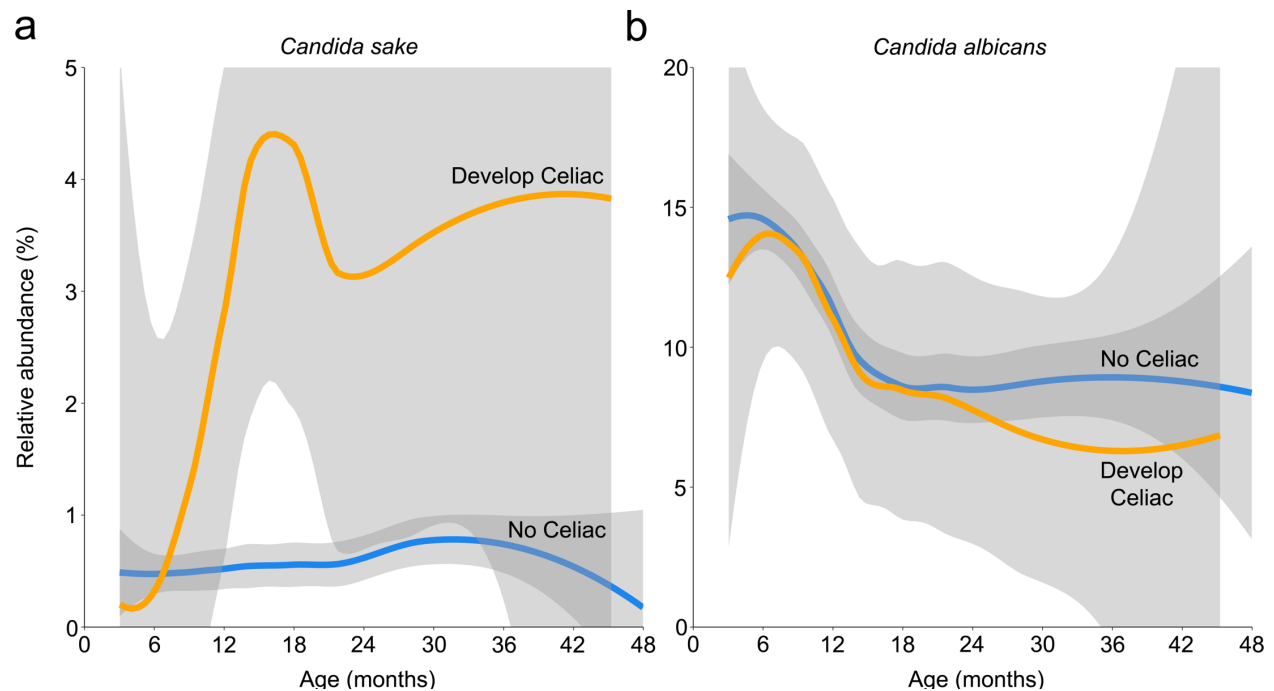 a
Candida sake
Relative abundance (%)
5
4
3
2
1
0
Develop Celiac
No Celiac
0 6 12 18 24 30 36 42 48
Age (months)
b
Candida albicans
20
15
10
5
0
No Celiac
Develop
Celiac
0 6 12 18 24 30 36 42 48
Age (months)